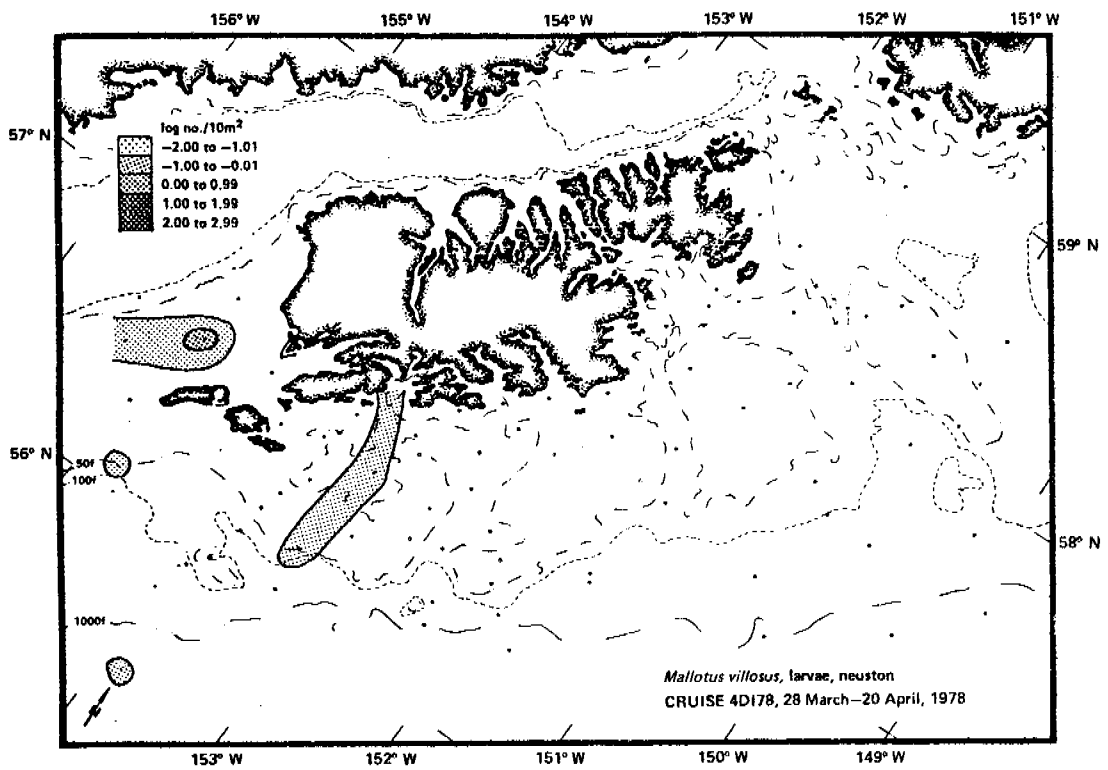 156° W 155° W 154° W 153° W 152° W 151° W
57° N
log no./10m²
−2.00 to −1.01
−1.00 to −0.01
0.00 to 0.99
1.00 to 1.99
2.00 to 2.99
59° N
56° N
50f
100f
58° N
1000f
N
Mallotus villosus, larvae, neuston
CRUISE 4DI78, 28 March—20 April, 1978
153° W 152° W 151° W 150° W 149° W